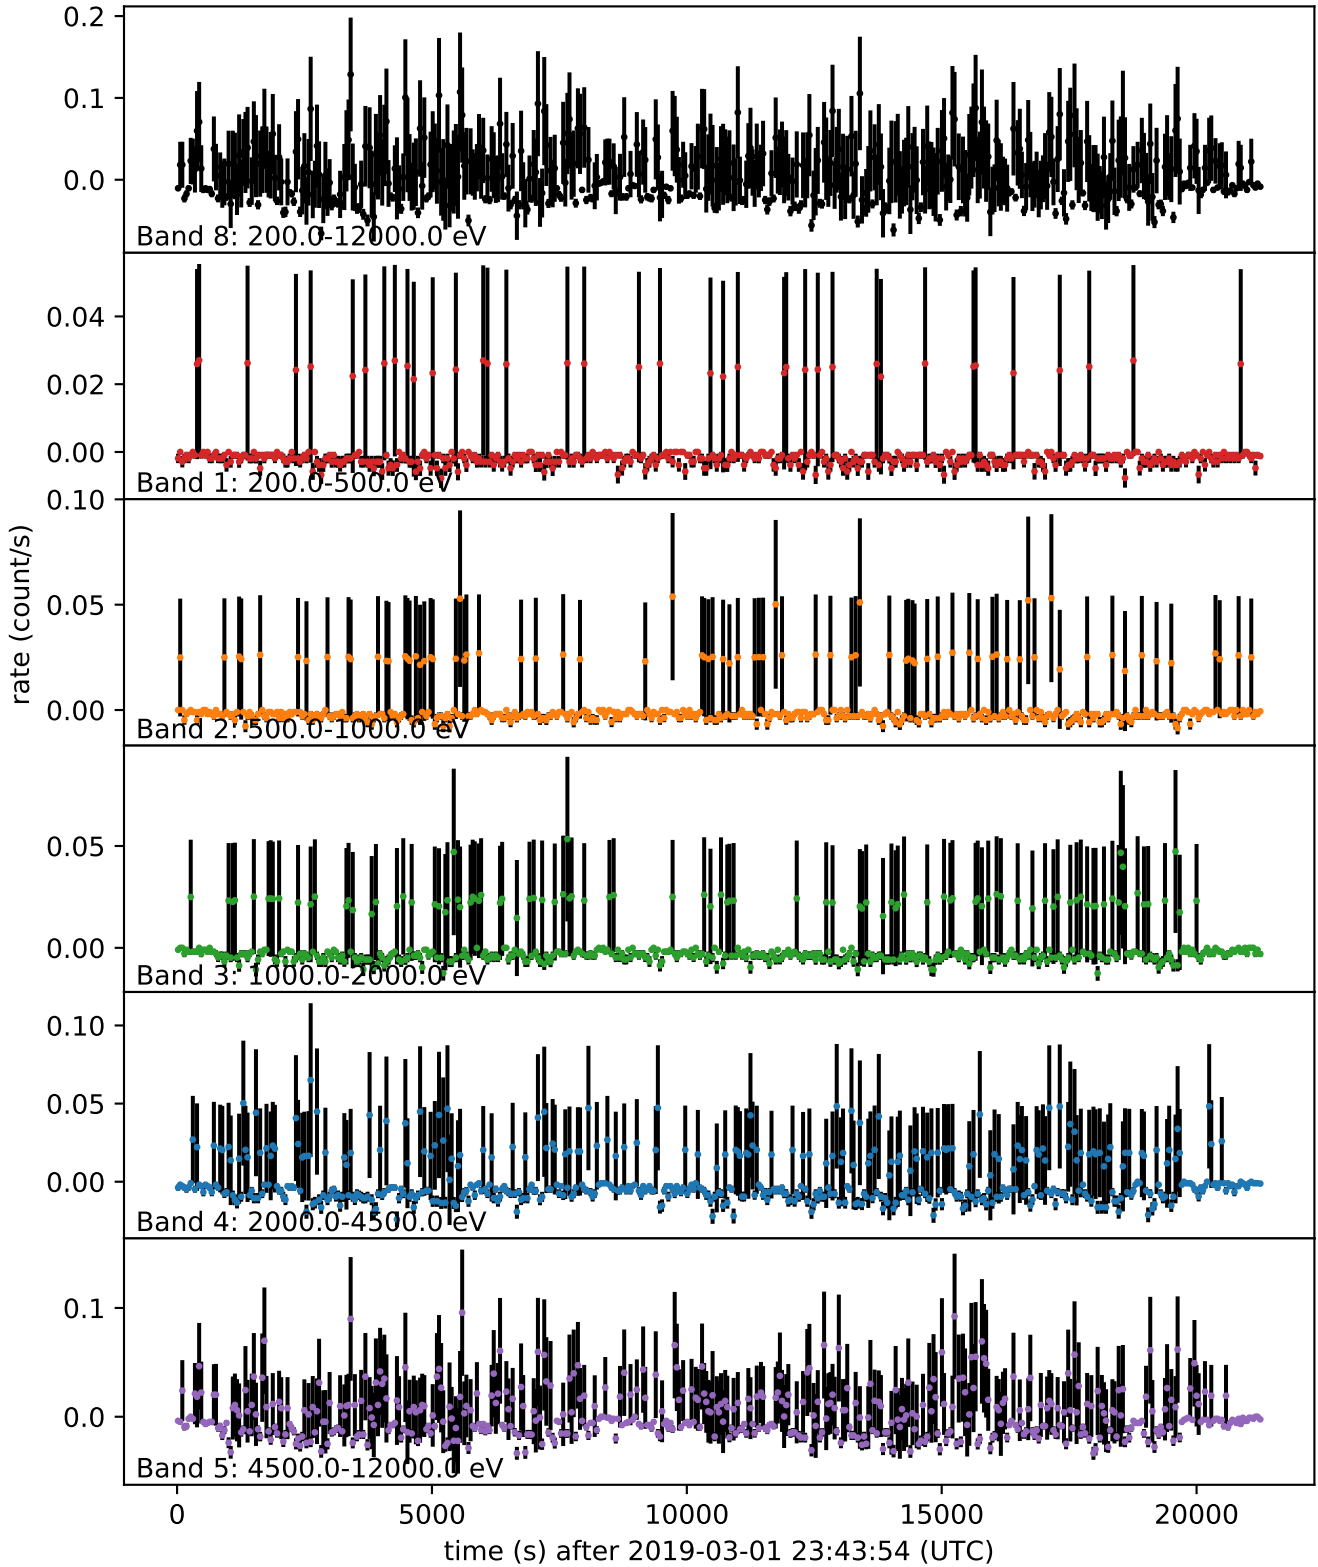 0.2
0.1
0.0
Band 8: 200.0-12000.0 eV
0.04
0.02
0.00
Band 1: 200.0-500.0 eV
0.10
0.05
0.00
Band 2: 500.0-1000.0 eV
rate (count/s)
0.05
0.00
Band 3: 1000.0-2000.0 eV
0.10
0.05
0.00
Band 4: 2000.0-4500.0 eV
0.1
0.0
Band 5: 4500.0-12000.0 eV
0 5000 10000 15000 20000
time (s) after 2019-03-01 23:43:54 (UTC)